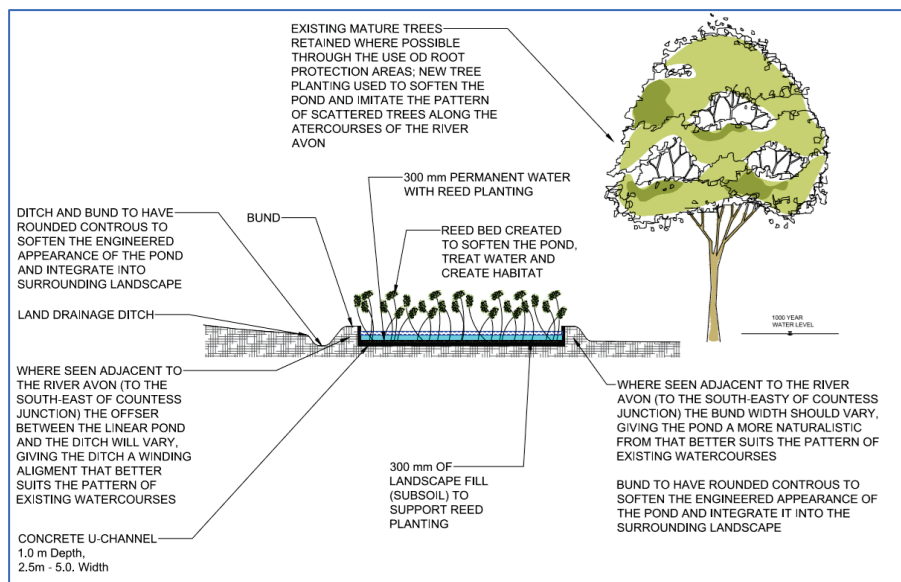 EXISTING MATURE TREES
RETAINED WHERE POSSIBLE
THROUGH THE USE OD ROOT
PROTECTION AREAS; NEW TREE
PLANTING USED TO SOFTEN THE
POND AND IMITATE THE PATTERN
OF SCATTERED TREES ALONG THE
ATERCOURSES OF THE RIVER
AVON
300 mm PERMANENT WATER
WITH REED PLANTING
DITCH AND BUND TO HAVE
ROUNDED CONTROUS TO
SOFTEN THE ENGINEERED
APPEARANCE OF THE POND
AND INTEGRATE INTO
SURROUNDING LANDSCAPE
BUND
REED BED CREATED
TO SOFTEN THE POND,
TREAT WATER AND
CREATE HABITAT
LAND DRAINAGE DITCH
1000 YEAR
WATER LEVEL
WHERE SEEN ADJACENT TO
THE RIVER AVON (TO THE
SOUTH-EAST OF COUNTESS
JUNCTION) THE OFFSER
BETWEEN THE LINEAR POND
AND THE DITCH WILL VARY,
GIVING THE DITCH A WINDING
ALIGMENT THAT BETTER
SUITS THE PATTERN OF
EXISTING WATERCOURSES
300 mm OF
LANDSCAPE FILL
(SUBSOIL) TO
SUPPORT REED
PLANTING
WHERE SEEN ADJACENT TO THE RIVER
AVON (TO THE SOUTH-EASTY OF COUNTESS
JUNCTION) THE BUND WIDTH SHOULD VARY,
GIVING THE POND A MORE NATURALISTIC
FROM THAT BETTER SUITS THE PATTERN OF
EXISTING WATERCOURSES
BUND TO HAVE ROUNDED CONTROUS TO
SOFTEN THE ENGINEERED APPEARANCE OF
THE POND AND INTEGRATE IT INTO THE
SURROUNDING LANDSCAPE
CONCRETE U-CHANNEL
1.0 m Depth,
2.5m - 5.0. Width